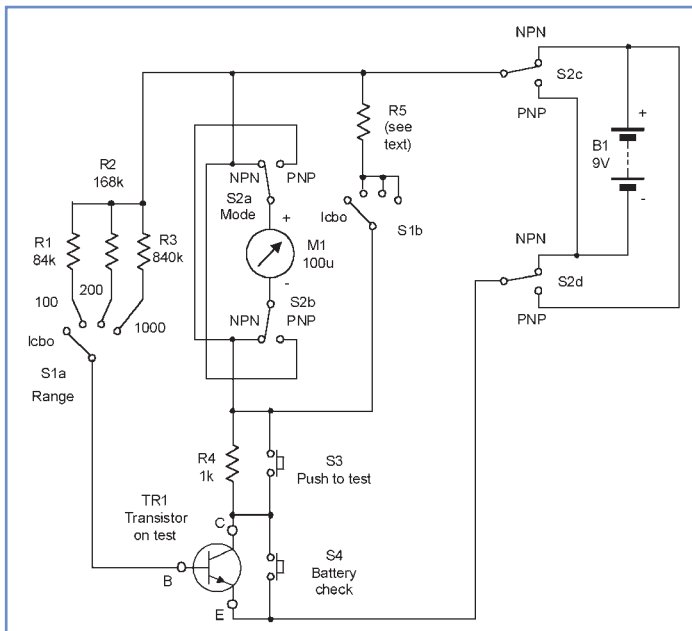 NPN
S2c
PNP
R5
(see
text)
+
B1
9V
-
R2
168k
NPN
PNP
S2a
Mode
Icbo
S1b
R1
84k
R3
840k
+
M1
100u
-
100
200
1000
S2b
NPN
PNP
NPN
S2d
PNP
Icbo
S1a
Range
R4
1k
S3
Push to test
TR1
Transistor
on test
C
B
E
S4
Battery
check